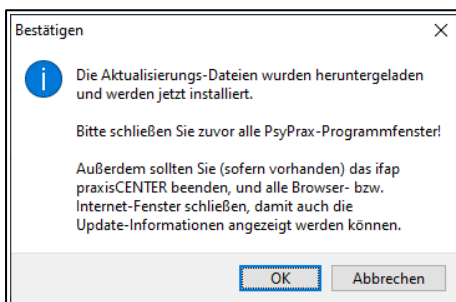 Bestätigen
Die Aktualisierungs-Dateien wurden heruntergeladen
und werden jetzt installiert.
Bitte schließen Sie zuvor alle PsyPrax-Programmfenster!
Außerdem sollten Sie (sofern vorhanden) das ifap
praxisCENTER beenden, und alle Browser- bzw.
Internet-Fenster schließen, damit auch die
Update-Informationen angezeigt werden können.
OK
Abbrechen